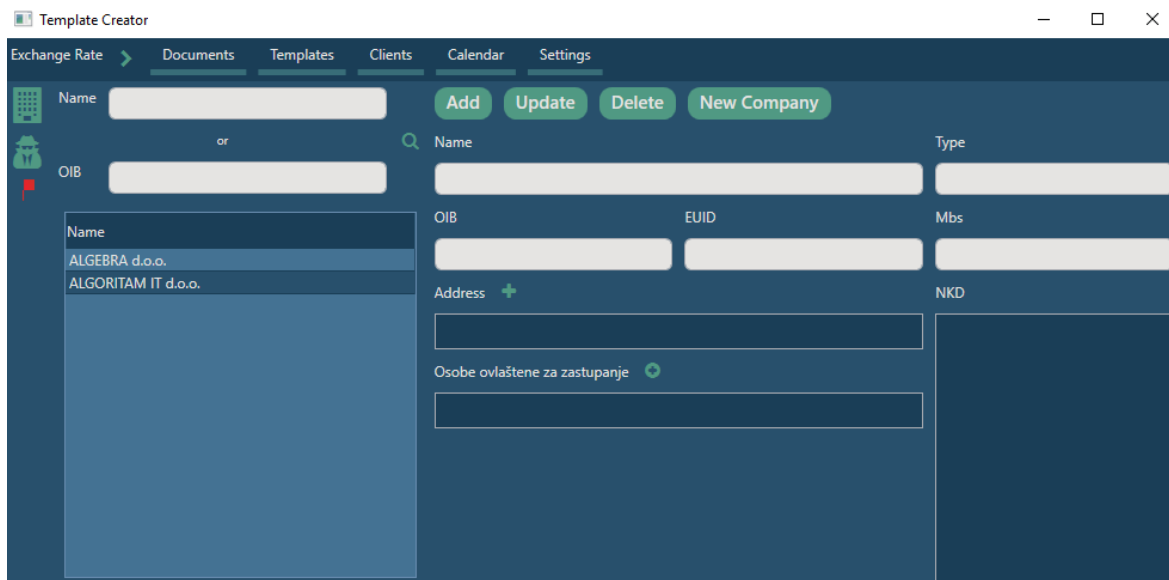 Template Creator
Exchange Rate Documents Templates Clients Calendar Settings
Name
or
OIB
Name
ALGEBRA d.o.o.
ALGORITAM IT d.o.o.
Add Update Delete New Company
Name Type
OIB EUID Mbs
Address NKD
Osobe ovlaštene za zastupanje